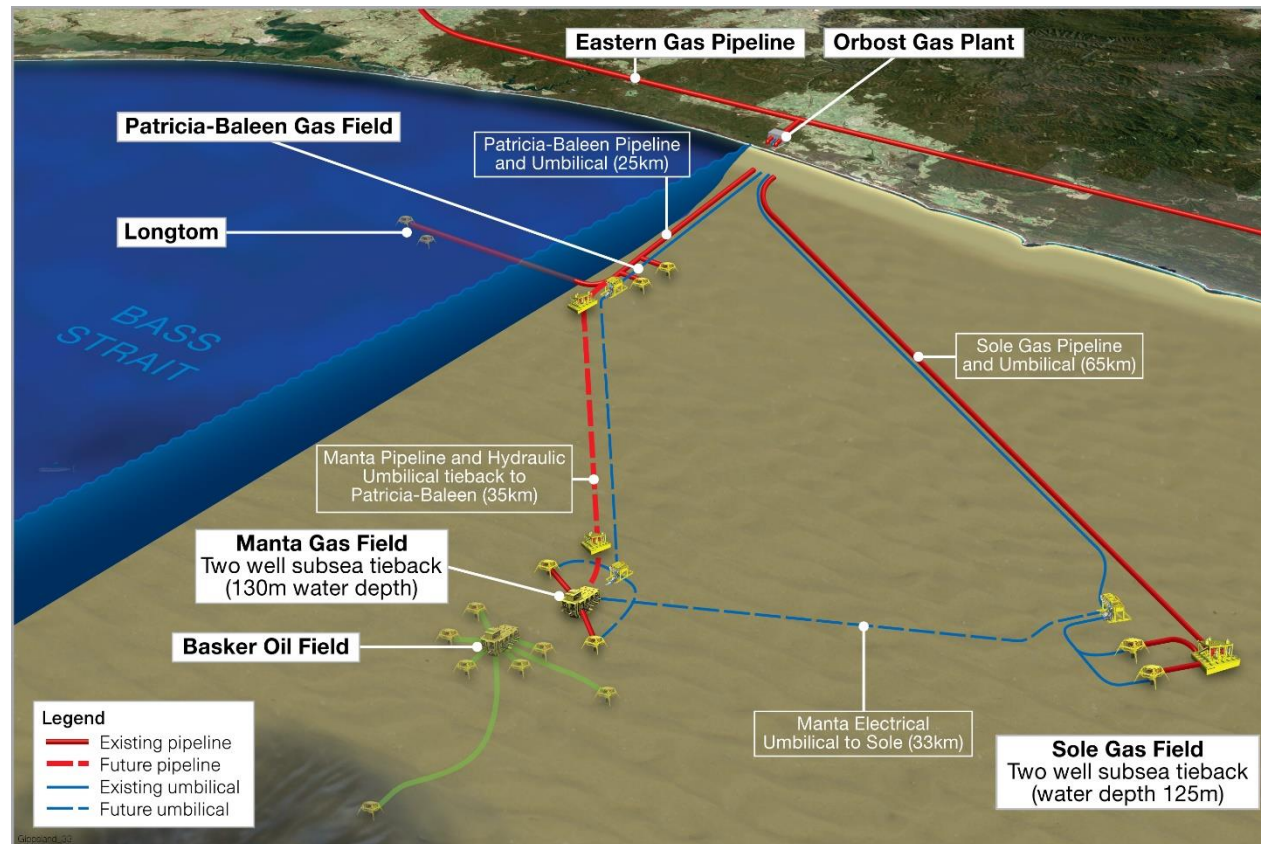 Eastern Gas Pipeline
Orbost Gas Plant
Patricia-Baleen Gas Field
Patricia-Baleen Pipeline
and Umbilical (25km)
Longtom
BASS
STRAIT
Sole Gas Pipeline
and Umbilical (65km)
Manta Pipeline and Hydraulic
Umbilical tieback to
Patricia-Baleen (35km)
Manta Gas Field
Two well subsea tieback
(130m water depth)
Basker Oil Field
Manta Electrical
Umbilical to Sole (33km)
Sole Gas Field
Two well subsea tieback
(water depth 125m)
Legend
Existing pipeline
Future pipeline
Existing umbilical
Future umbilical
Gippsland_33